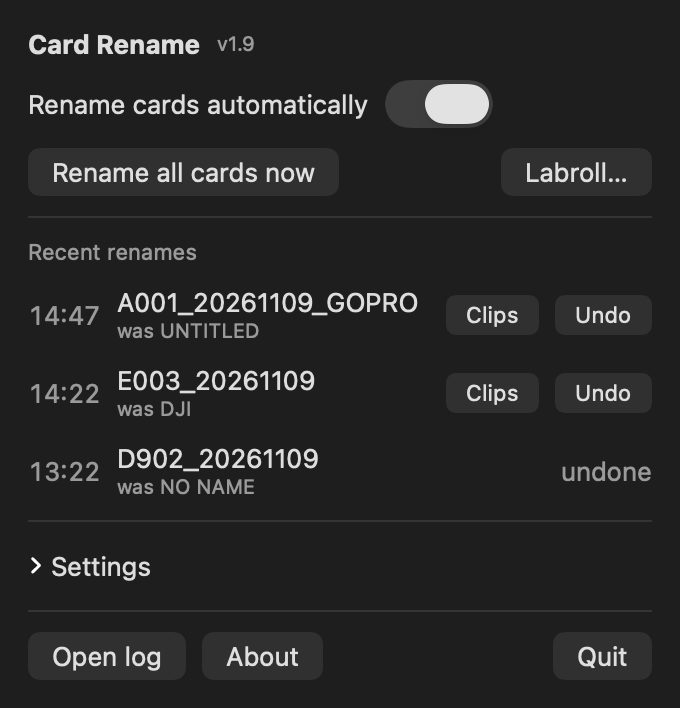 Card Rename v1.9
Rename cards automatically
Rename all cards now
Labroll...
Recent renames
14:47
A001_20261109_GOPRO
was UNTITLED
Clips
Undo
14:22
E003_20261109
was DJI
Clips
Undo
13:22
D902_20261109
was NO NAME
undone
Settings
Open log
About
Quit